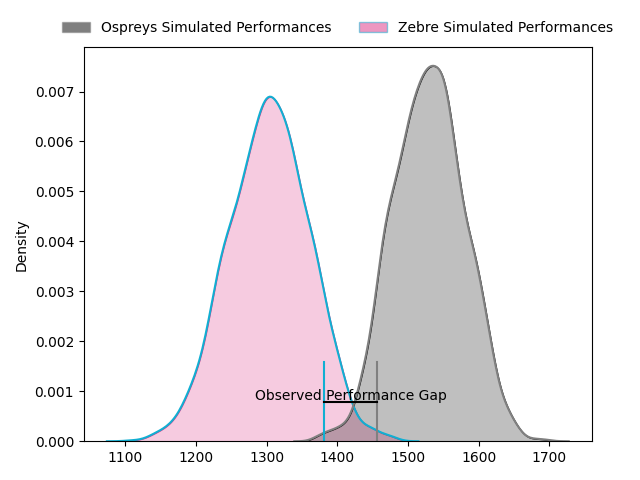 Ospreys Simulated Performances
Zebre Simulated Performances
Density
0.007
0.006
0.005
0.004
0.003
0.002
0.001
0.000
Observed Performance Gap
1100 1200 1300 1400 1500 1600 1700